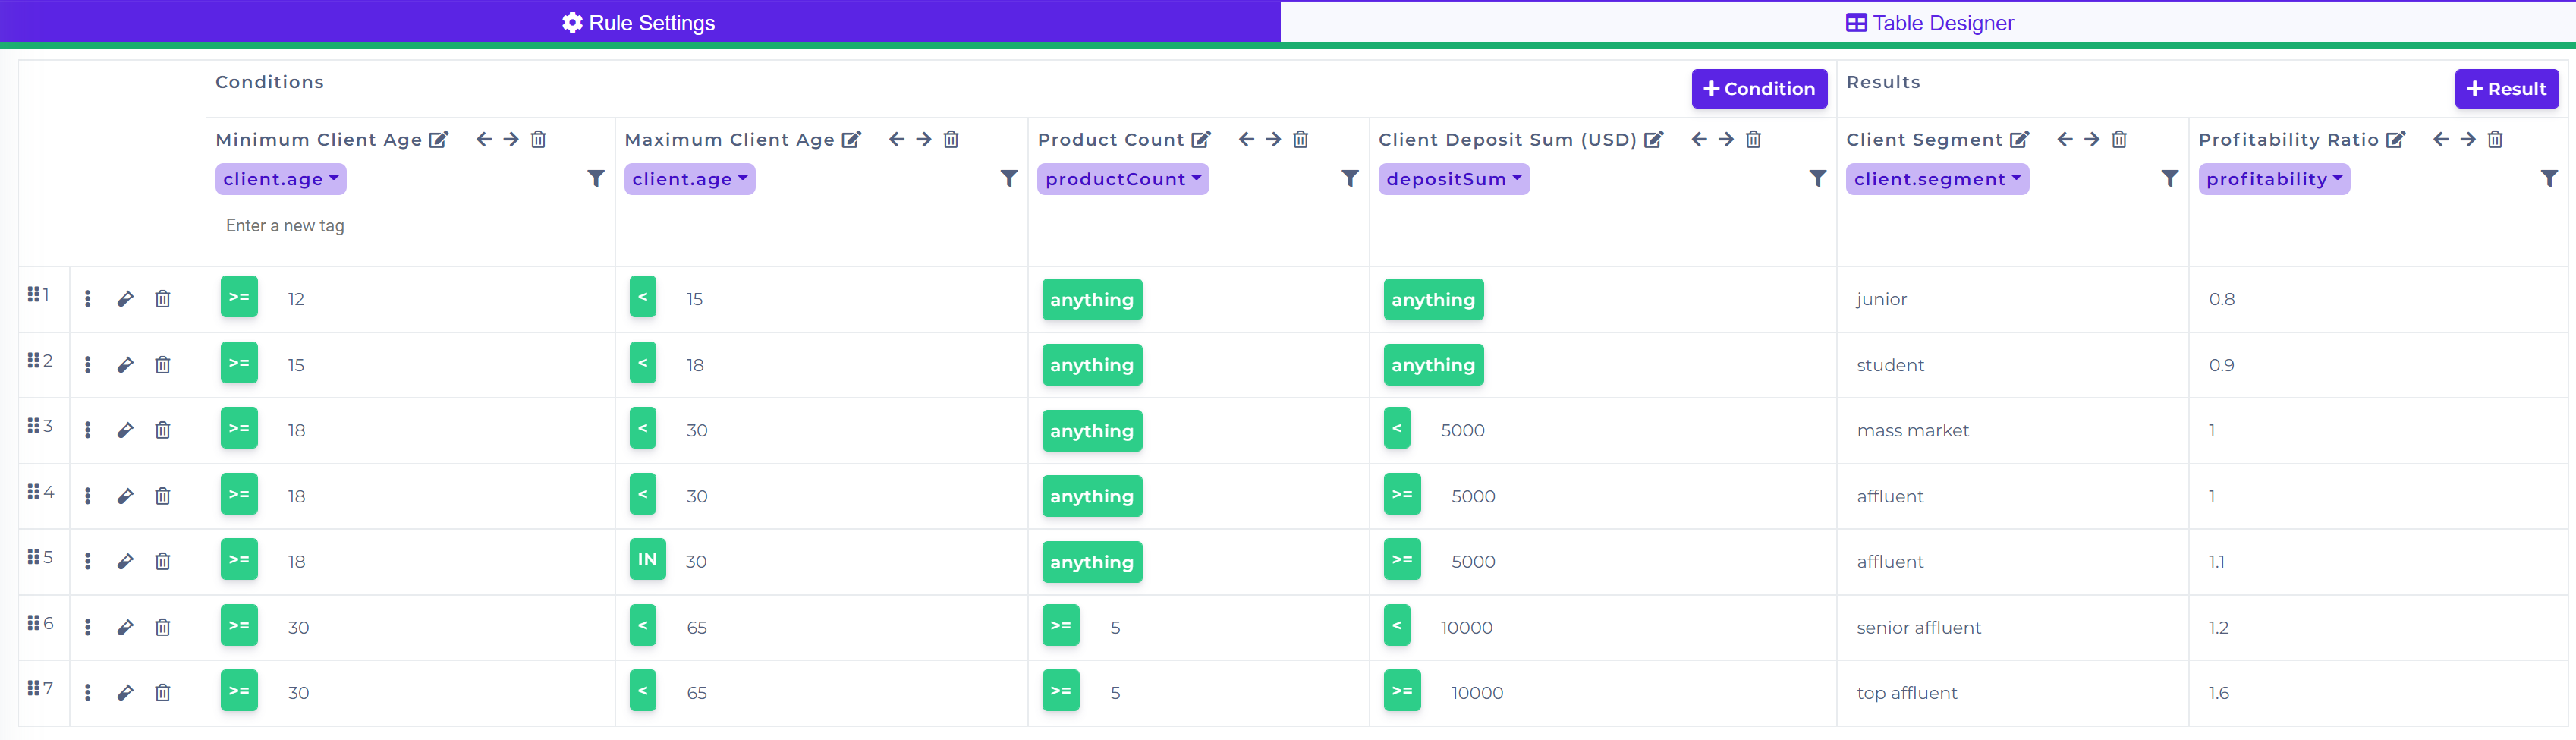 Rule Settings
Table Designer
Conditions + Condition Results + Result
Minimum Client Age Maximum Client Age Product Count Client Deposit Sum (USD) Client Segment Profitability Ratio
client.age client.age productCount depositSum client.segment profitability
Enter a new tag
1 >= 12 < 15 anything anything junior 0.8
2 >= 15 < 18 anything anything student 0.9
3 >= 18 < 30 anything < 5000 mass market 1
4 >= 18 < 30 anything >= 5000 affluent 1
5 >= 18 IN 30 anything >= 5000 affluent 1.1
6 >= 30 < 65 >= 5 < 10000 senior affluent 1.2
7 >= 30 < 65 >= 5 >= 10000 top affluent 1.6